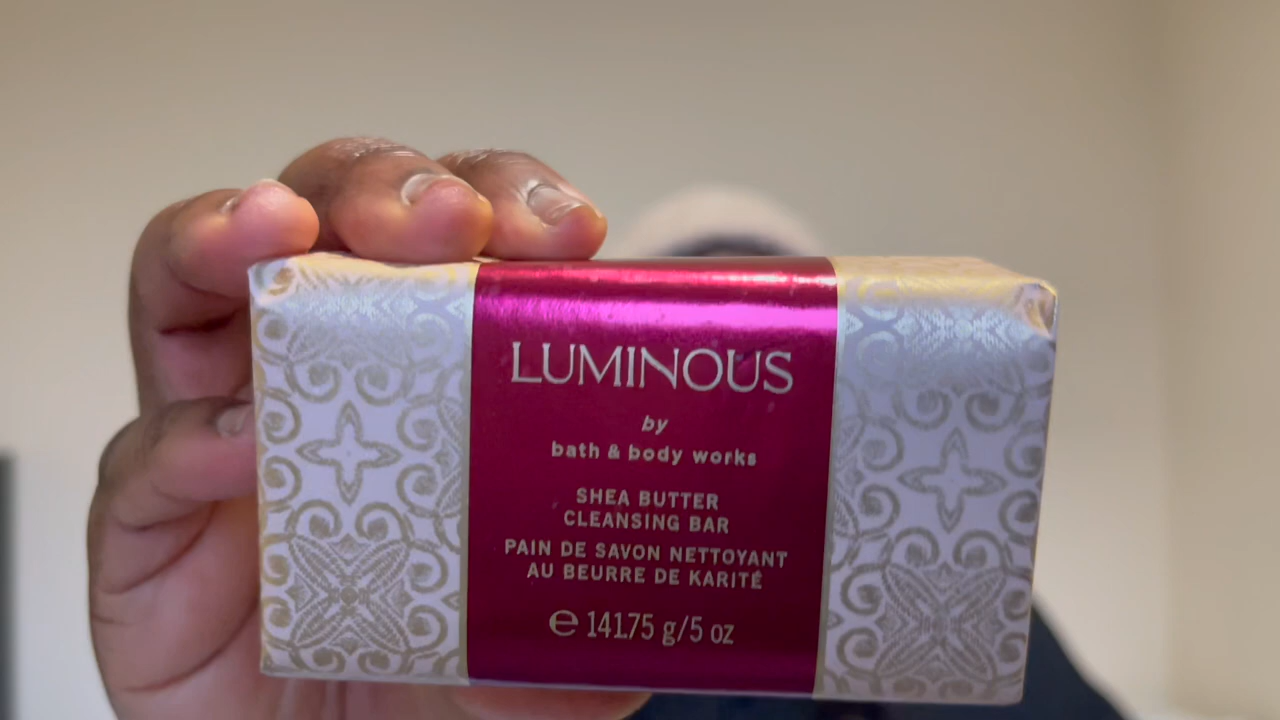 LUMINOUS
by
bath & body works
SHEA BUTTER
CLEANSING BAR
PAIN DE SAVON NETTOYANT
AU BEURRE DE KARITÉ
℮ 141.75 g/5 oz